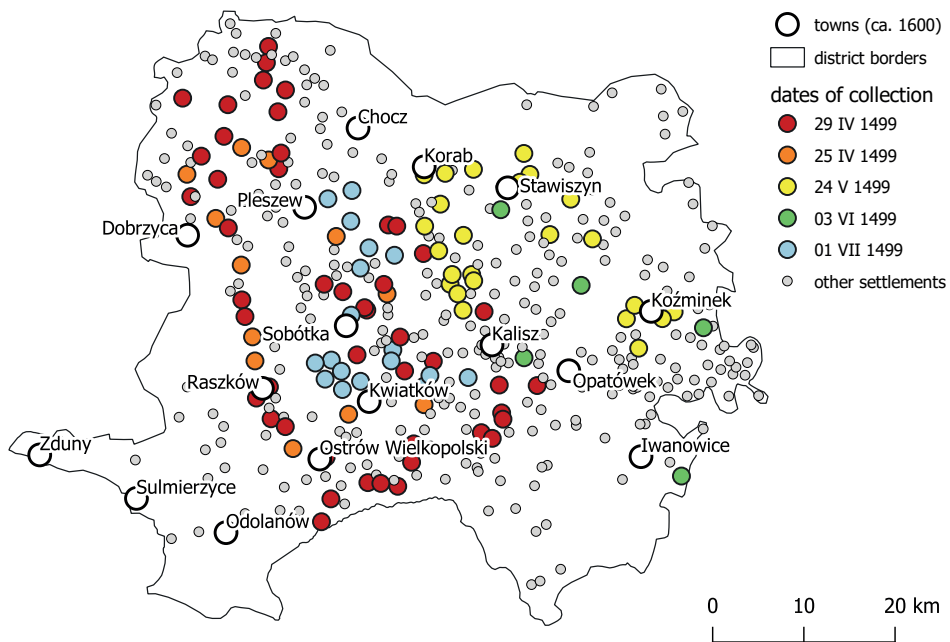 towns (ca. 1600)
district borders
dates of collection
29 IV 1499
25 IV 1499
24 V 1499
03 VI 1499
01 VII 1499
other settlements
Chocz
Korab
Stawiszyn
Pleszew
Dobrzyca
Koźminek
Sobótka
Kalisz
Opatówek
Raszków
Kwiatków
Ostrów Wielkopolski
Iwanowice
Zduny
Sulmierzyce
Odolanów
0 10 20 km